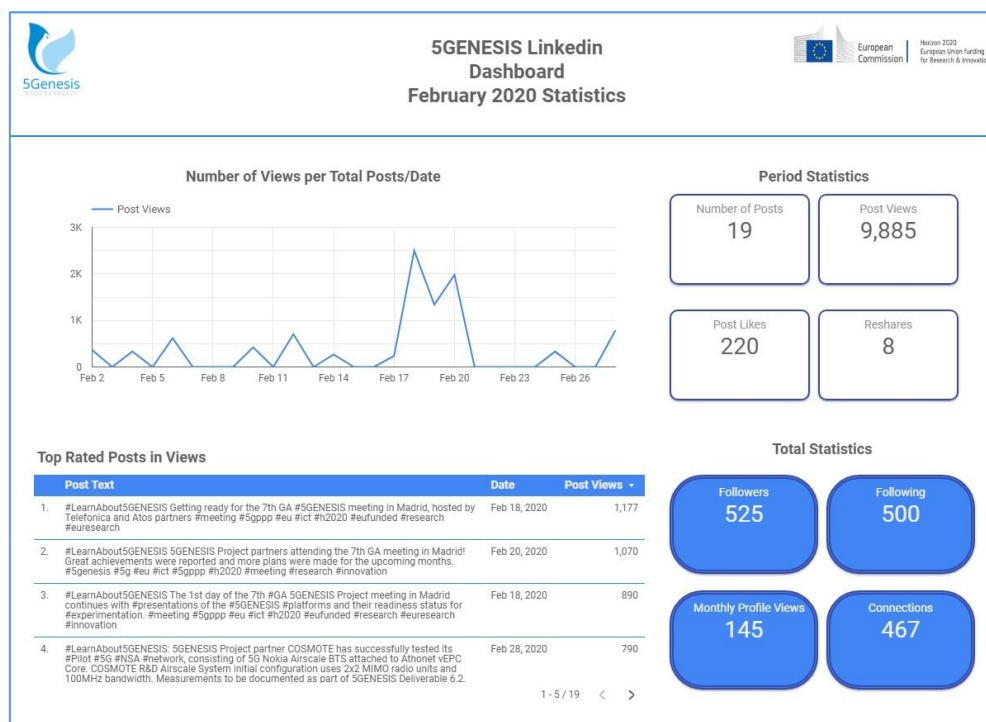 5Genesis
5GENESIS Linkedin
Dashboard
February 2020 Statistics
European
Commission
Horizon 2020
European Union funding
for Research & Innovatio
Number of Views per Total Posts/Date
Post Views
3K
2K
1K
0
Feb 2
Feb 5
Feb 8
Feb 11
Feb 14
Feb 17
Feb 20
Feb 23
Feb 26
Period Statistics
Number of Posts
19
Post Views
9,885
Post Likes
220
Reshares
8
Top Rated Posts in Views
Post Text Date Post Views
1. #LearnAbout5GENESIS Getting ready for the 7th GA #5GENESIS meeting in Madrid, hosted by Feb 18, 2020 1,177
Telefonica and Atos partners #meeting #5gppp #eu #ict #h2020 #eufunded #research
#euresearch
2. #LearnAbout5GENESIS 5GENESIS Project partners attending the 7th GA meeting in Madrid! Feb 20, 2020 1,070
Great achievements were reported and more plans were made for the upcoming months.
#5genesis #5g #eu #ict #5gppp #h2020 #meeting #research #innovation
3. #LearnAbout5GENESIS The 1st day of the 7th #GA 5GENESIS Project meeting in Madrid Feb 18, 2020 890
continues with #presentations of the #5GENESIS #platforms and their readiness status for
#experimentation. #meeting #5gppp #eu #ict #h2020 #eufunded #research #euresearch
#innovation
4. #LearnAbout5GENESIS: 5GENESIS Project partner COSMOTE has successfully tested its Feb 28, 2020 790
#Pilot #5G #NSA #network, consisting of 5G Nokia Airscale BTS attached to Athonet vEPC
Core. COSMOTE R&D Airscale System initial configuration uses 2x2 MIMO radio units and
100MHz bandwidth. Measurements to be documented as part of 5GENESIS Deliverable 6.2.
1 - 5 / 19
Total Statistics
Followers
525
Following
500
Monthly Profile Views
145
Connections
467